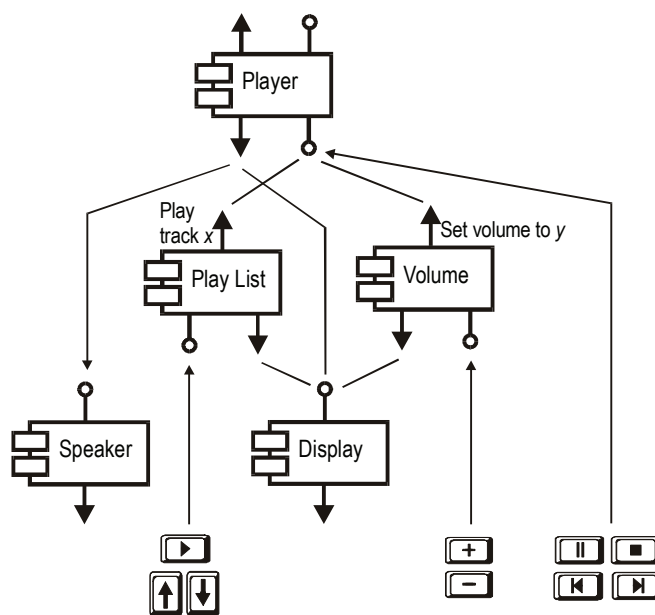 Player
Play
track x
Set volume to y
Play List
Volume
Speaker
Display
+
−